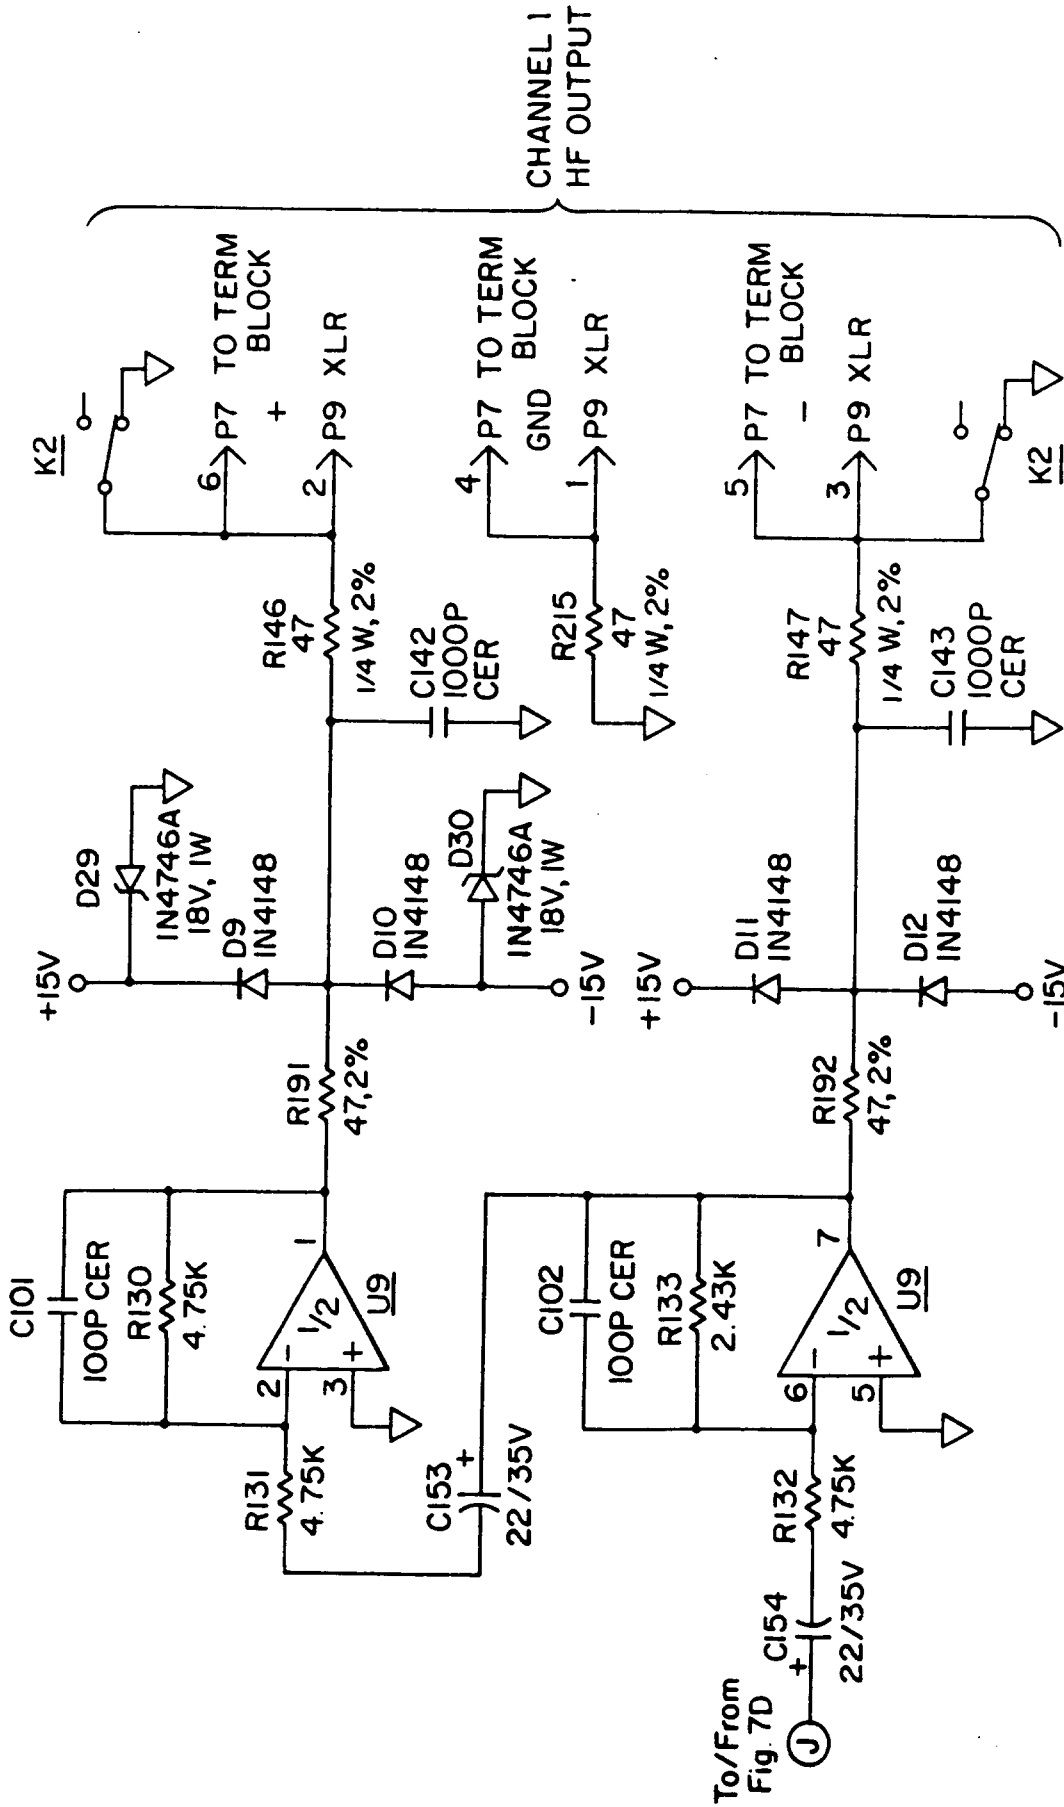 CHANNEL 1
HF OUTPUT
K2
6
P7 TO TERM
BLOCK
+
2
P9 XLR
4
P7 TO TERM
BLOCK
GND
1
P9 XLR
5
P7 TO TERM
BLOCK
-
3
P9 XLR
K2
R146
47
1/4 W, 2%
C142
1000P
CER
R215
47
1/4 W, 2%
R147
47
1/4 W, 2%
C143
1000P
CER
+15V
D29
1N4746A
18V, 1W
D9
1N4148
D10
1N4148
D30
1N4746A
18V, 1W
-15V
+15V
D11
1N4148
D12
1N4148
-15V
R191
47, 2%
R192
47, 2%
C101
100P CER
R130
4.75K
2
-
3
+
1/2
1
U9
R131
4.75K
C153
+
22/35V
C102
100P CER
R133
2.43K
6
-
5
+
1/2
7
U9
R132
4.75K
C154
+
22/35V
To/From
Fig. 7D
J